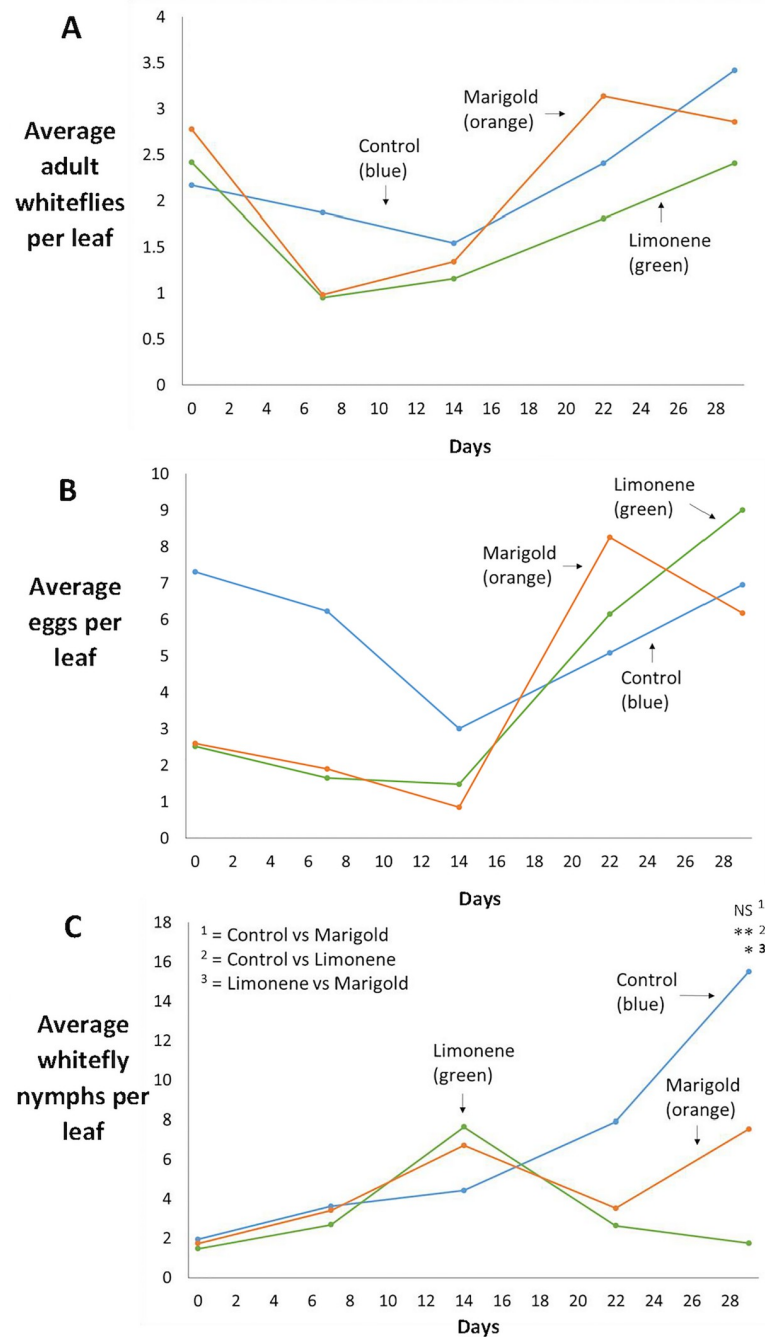 A
Average
adult
whiteflies
per leaf
4
3.5
3
2.5
2
1.5
1
0.5
0
Control
(blue)
Marigold
(orange)
Limonene
(green)
0 2 4 6 8 10 12 14 16 18 20 22 24 26 28
Days
B
Average
eggs per
leaf
10
9
8
7
6
5
4
3
2
1
0
Limonene
(green)
Marigold
(orange)
Control
(blue)
0 2 4 6 8 10 12 14 16 18 20 22 24 26 28
Days
C
Average
whitefly
nymphs per
leaf
18
16
14
12
10
8
6
4
2
0
1 = Control vs Marigold
2 = Control vs Limonene
3 = Limonene vs Marigold
NS 1
** 2
* 3
Control
(blue)
Limonene
(green)
Marigold
(orange)
0 2 4 6 8 10 12 14 16 18 20 22 24 26 28
Days